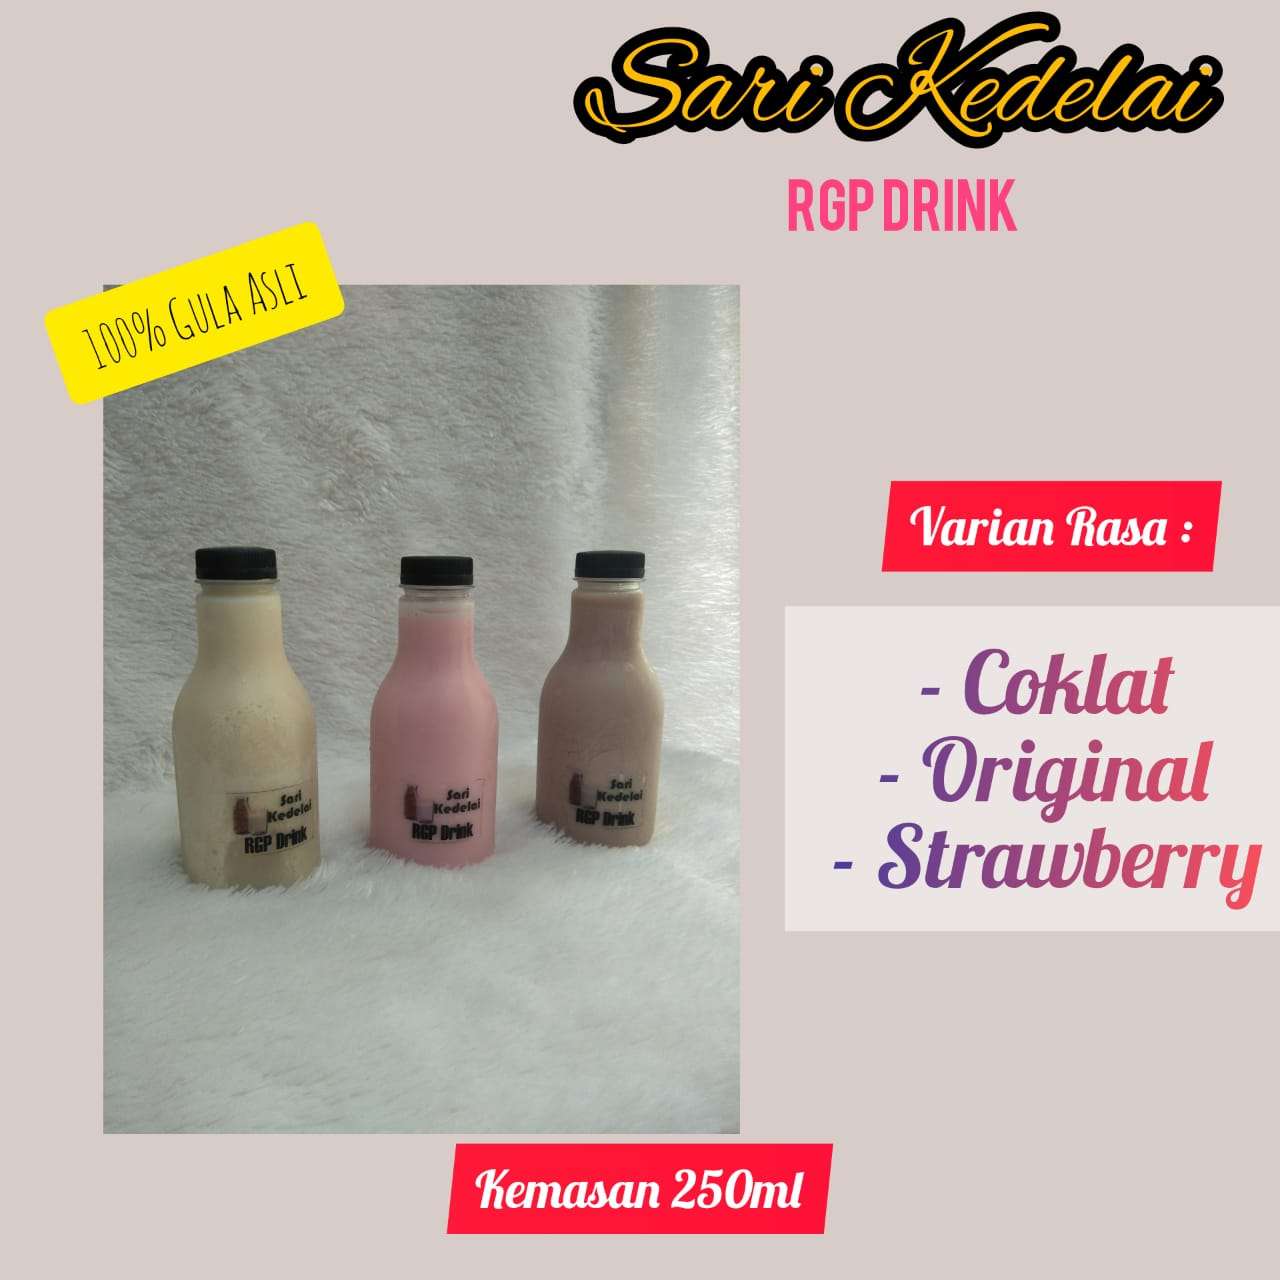 Sari Kedelai
RGP DRINK
100% GULA ASLI
Varian Rasa :
- Coklat
- Original
- Strawberry
Sari
Kedelai
RGP Drink
Sari
Kedelai
RGP Drink
Sari
Kedelai
RGP Drink
Kemasan 250ml